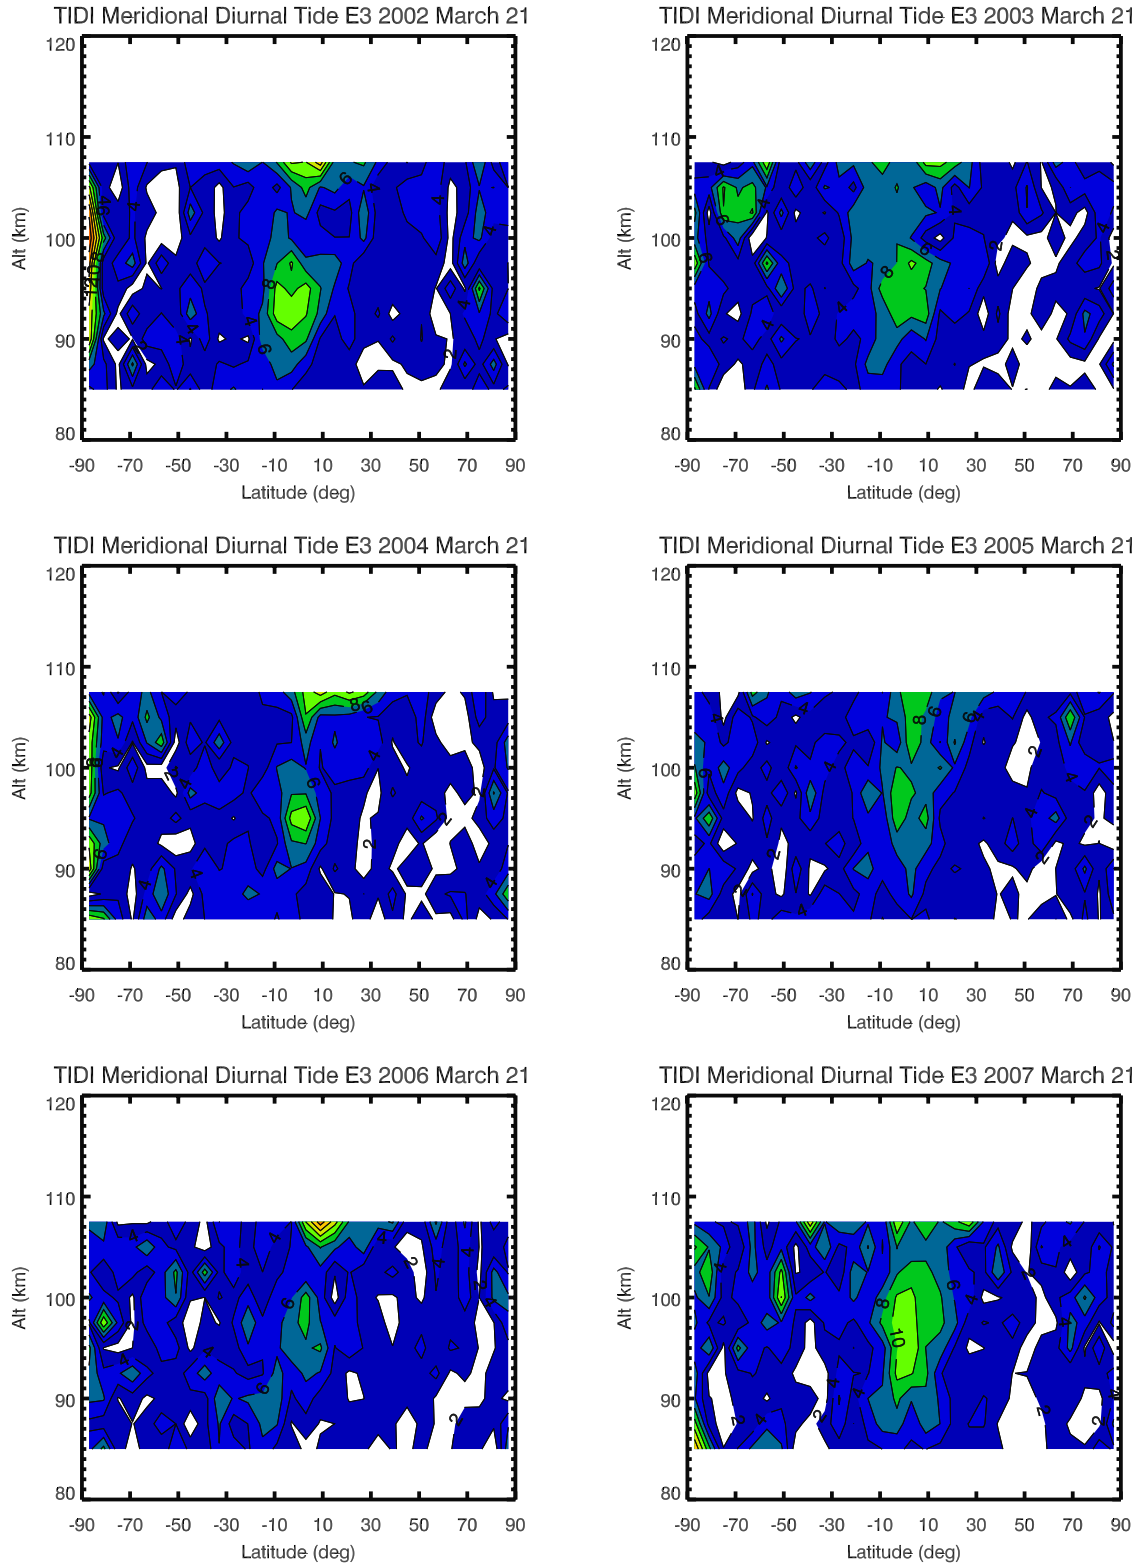 TIDI Meridional Diurnal Tide E3 2002 March 21
120
110
100
90
80
Alt (km)
-90 -70 -50 -30 -10 10 30 50 70 90
Latitude (deg)
TIDI Meridional Diurnal Tide E3 2003 March 21
120
110
100
90
80
Alt (km)
-90 -70 -50 -30 -10 10 30 50 70 90
Latitude (deg)
TIDI Meridional Diurnal Tide E3 2004 March 21
120
110
100
90
80
Alt (km)
-90 -70 -50 -30 -10 10 30 50 70 90
Latitude (deg)
TIDI Meridional Diurnal Tide E3 2005 March 21
120
110
100
90
80
Alt (km)
-90 -70 -50 -30 -10 10 30 50 70 90
Latitude (deg)
TIDI Meridional Diurnal Tide E3 2006 March 21
120
110
100
90
80
Alt (km)
-90 -70 -50 -30 -10 10 30 50 70 90
Latitude (deg)
TIDI Meridional Diurnal Tide E3 2007 March 21
120
110
100
90
80
Alt (km)
8
10
6
-90 -70 -50 -30 -10 10 30 50 70 90
Latitude (deg)